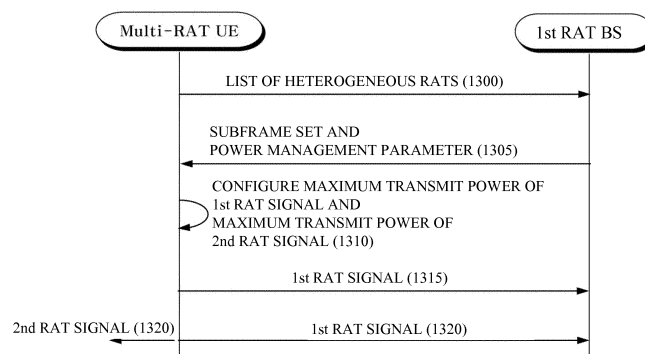 Multi-RAT UE
1st RAT BS
LIST OF HETEROGENEOUS RATS (1300)
SUBFRAME SET AND
POWER MANAGEMENT PARAMETER (1305)
CONFIGURE MAXIMUM TRANSMIT POWER OF
1st RAT SIGNAL AND
MAXIMUM TRANSMIT POWER OF
2nd RAT SIGNAL (1310)
1st RAT SIGNAL (1315)
2nd RAT SIGNAL (1320)
1st RAT SIGNAL (1320)